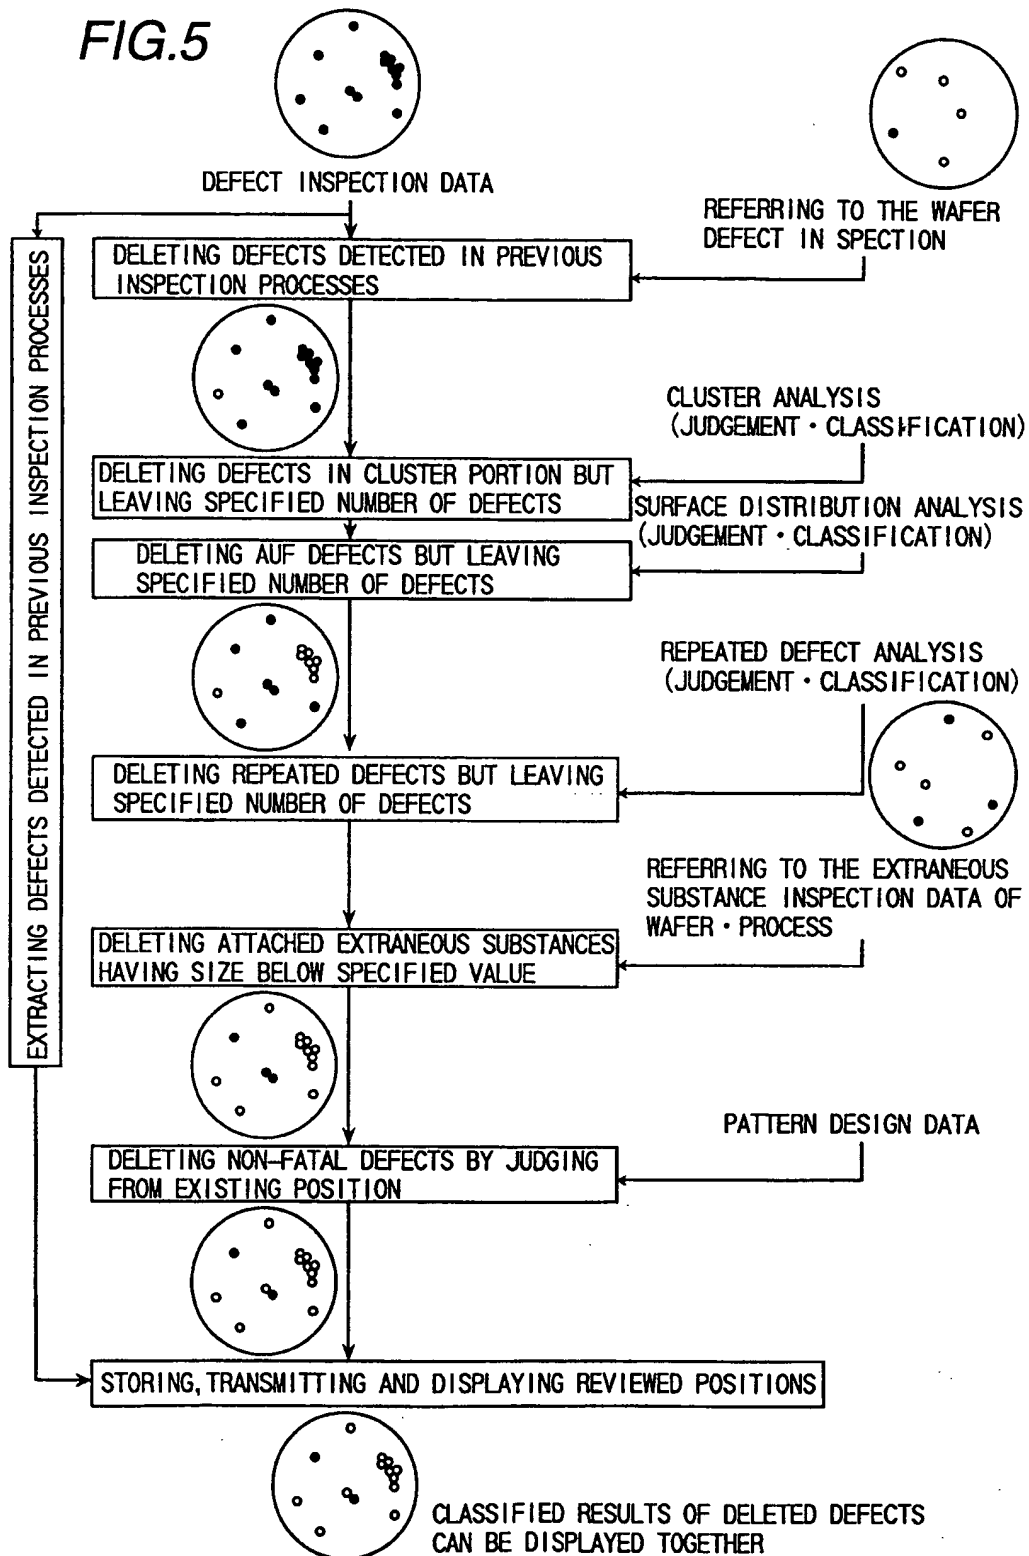 FIG.5
DEFECT INSPECTION DATA
REFERRING TO THE WAFER
DEFECT IN SPECTION
EXTRACTING DEFECTS DETECTED IN PREVIOUS INSPECTION PROCESSES
DELETING DEFECTS DETECTED IN PREVIOUS
INSPECTION PROCESSES
CLUSTER ANALYSIS
(JUDGEMENT・CLASSIFICATION)
DELETING DEFECTS IN CLUSTER PORTION BUT
LEAVING SPECIFIED NUMBER OF DEFECTS
SURFACE DISTRIBUTION ANALYSIS
(JUDGEMENT・CLASSIFICATION)
DELETING AUF DEFECTS BUT LEAVING
SPECIFIED NUMBER OF DEFECTS
REPEATED DEFECT ANALYSIS
(JUDGEMENT・CLASSIFICATION)
DELETING REPEATED DEFECTS BUT LEAVING
SPECIFIED NUMBER OF DEFECTS
REFERRING TO THE EXTRANEOUS
SUBSTANCE INSPECTION DATA OF
WAFER・PROCESS
DELETING ATTACHED EXTRANEOUS SUBSTANCES
HAVING SIZE BELOW SPECIFIED VALUE
PATTERN DESIGN DATA
DELETING NON-FATAL DEFECTS BY JUDGING
FROM EXISTING POSITION
STORING, TRANSMITTING AND DISPLAYING REVIEWED POSITIONS
CLASSIFIED RESULTS OF DELETED DEFECTS
CAN BE DISPLAYED TOGETHER